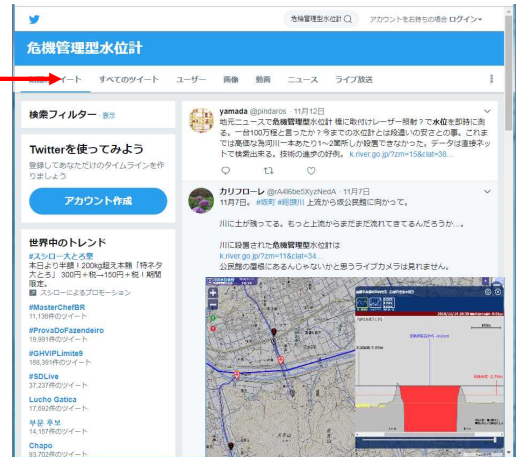 危機管理型水位計
アカウントをお持ちの場合 ログイン
危機管理型水位計
ツイート
すべてのツイート
ユーザー
画像
動画
ニュース
ライブ放送
検索フィルター · 表示
Twitterを使ってみよう
登録してあなただけのタイムラインを作りましょう
アカウント作成
世界中のトレンド
#スシロー大とろ祭
本日より半額！200kg超え本鮪「特ネタ
大とろ」 300円＋税→150円＋税！期間
限定。
スシローによるプロモーション
#MasterChefBR
11,136件のツイート
#ProvaDoFazendeiro
19,991件のツイート
#GHVIPLimite9
168,391件のツイート
#SDLive
37,237件のツイート
Lucho Gatica
17,692件のツイート
부문 후보
14,157件のツイート
Chapo
93,702件のツイート
yamada @pindaros · 11月12日
地元ニュースで危機管理型水位計 橋に取付けレーザー照射？で水位を即時に測
る。一台100万程と言ったか？今までの水位計とは段違いの安さとの事。これま
では高価な為河川一本あたり1〜2箇所しか設置できなかった。データは直接ネッ
トで検索出来る。技術の進歩の好例。 k.river.go.jp/?zm=15&clat=36...
カリフローレ @rA4l6be5XyzNedA · 11月7日
11月7日。 #坂町 #総頭川 上流から坂公民館に向かって。
川に土が残ってる。もっと上流からまだまだ流れてきてるんだろうか...。
川に設置された危機管理型水位計は
k.river.go.jp/?zm=11&clat=34...
公民館の屋根にあるんじゃないかと思うライブカメラは見れません。